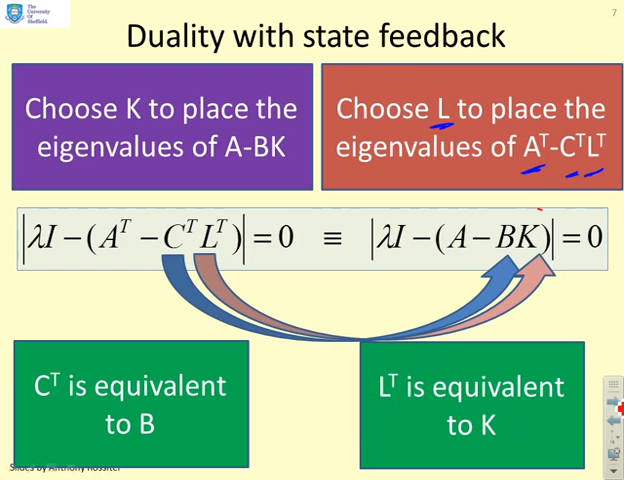 The
University
Of
Sheffield.
7
Duality with state feedback
Choose K to place the
eigenvalues of A-BK
Choose L to place the
eigenvalues of Aᵀ-CᵀLᵀ
|λI − (Aᵀ − CᵀLᵀ)| = 0 ≡ |λI − (A − BK)| = 0
Cᵀ is equivalent
to B
Lᵀ is equivalent
to K
Slides by Anthony Rossiter